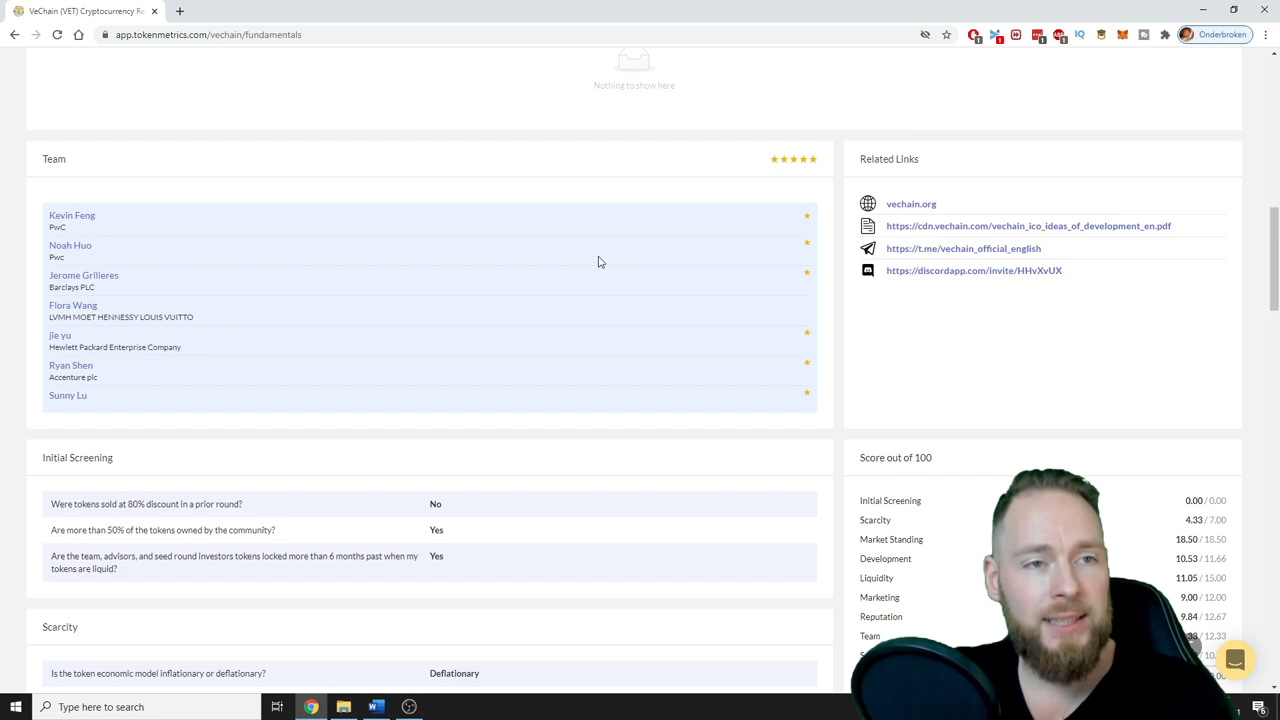 VeChain (VET) Cryptocurrency Re
app.tokenmetrics.com/vechain/fundamentals
Onderbroken
Nothing to show here
Team
Kevin Feng
PwC
Noah Huo
Pwc
Jerome Grilleres
Barclays PLC
Flora Wang
LVMH MOET HENNESSY LOUIS VUITTO
jie yu
Hewlett Packard Enterprise Company
Ryan Shen
Accenture plc
Sunny Lu
Related Links
vechain.org
https://cdn.vechain.com/vechain_ico_ideas_of_development_en.pdf
https://t.me/vechain_official_english
https://discordapp.com/invite/HHvXvUX
Initial Screening
Were tokens sold at 80% discount in a prior round? No
Are more than 50% of the tokens owned by the community? Yes
Are the team, advisors, and seed round investors tokens locked more than 6 months past when my Yes
tokens are liquid?
Scarcity
Is the token economic model inflationary or deflationary? Deflationary
Score out of 100
Initial Screening 0.00 / 0.00
Scarcity 4.33 / 7.00
Market Standing 18.50 / 18.50
Development 10.53 / 11.66
Liquidity 11.05 / 15.00
Marketing 9.00 / 12.00
Reputation 9.84 / 12.67
Team / 12.33
Type here to search